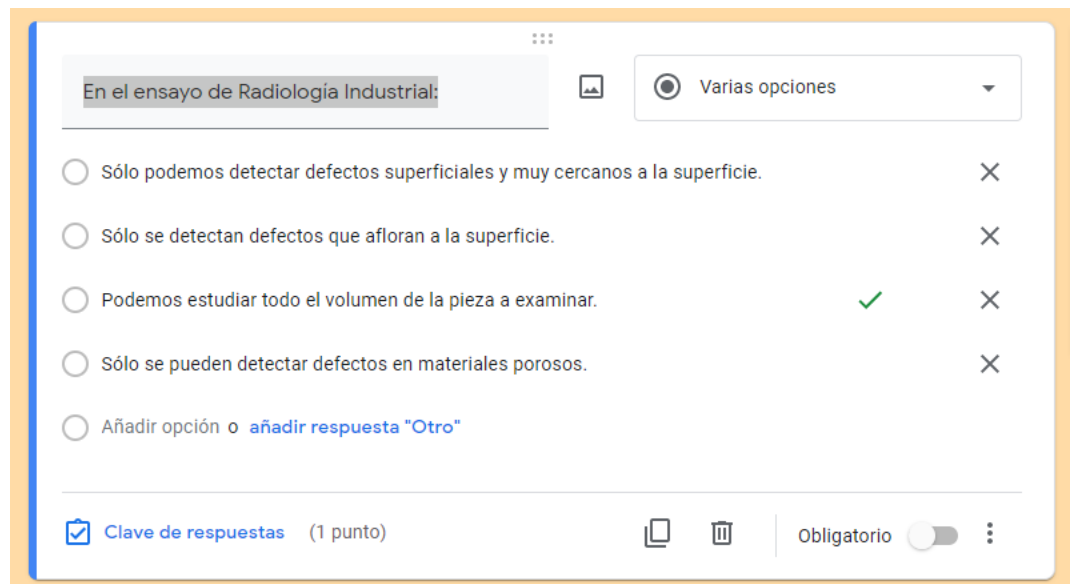 En el ensayo de Radiología Industrial:
Varias opciones
Sólo podemos detectar defectos superficiales y muy cercanos a la superficie.
Sólo se detectan defectos que afloran a la superficie.
Podemos estudiar todo el volumen de la pieza a examinar.
Sólo se pueden detectar defectos en materiales porosos.
Añadir opción o añadir respuesta "Otro"
Clave de respuestas (1 punto)
Obligatorio